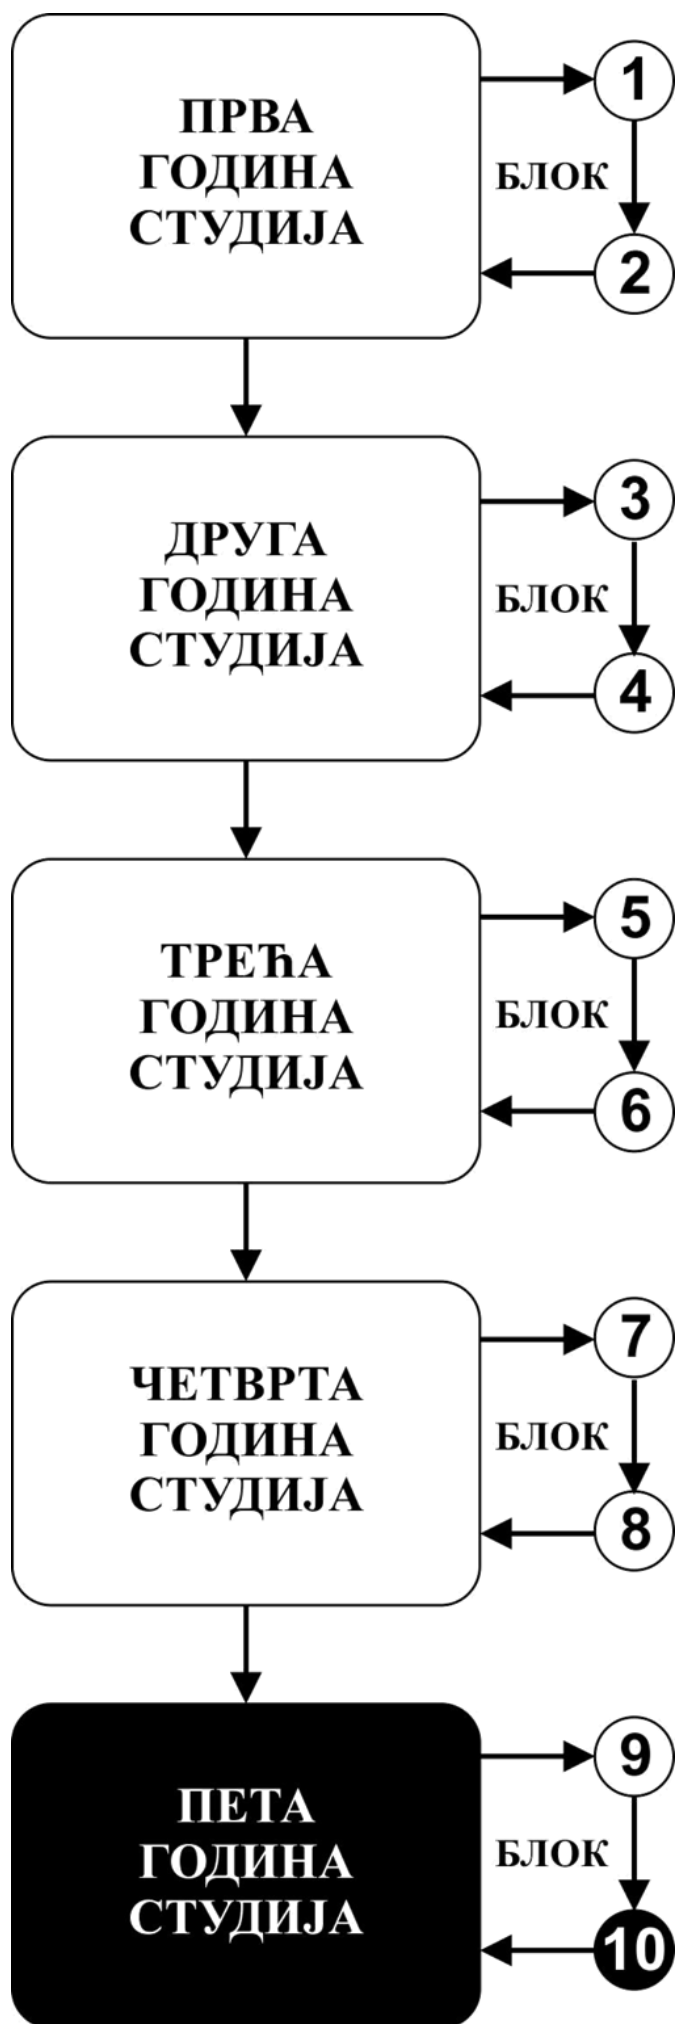 ПРВА
ГОДИНА
СТУДИЈА
1
БЛОК
2
ДРУГА
ГОДИНА
СТУДИЈА
3
БЛОК
4
ТРЕЋА
ГОДИНА
СТУДИЈА
5
БЛОК
6
ЧЕТВРТА
ГОДИНА
СТУДИЈА
7
БЛОК
8
ПЕТА
ГОДИНА
СТУДИЈА
9
БЛОК
10